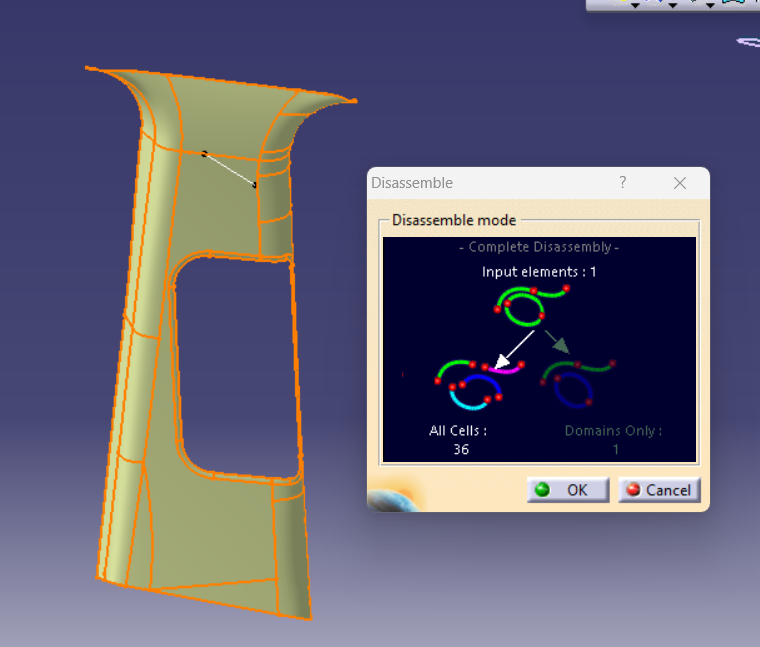 Disassemble
?
Disassemble mode
- Complete Disassembly -
Input elements : 1
All Cells :
36
Domains Only :
1
OK
Cancel